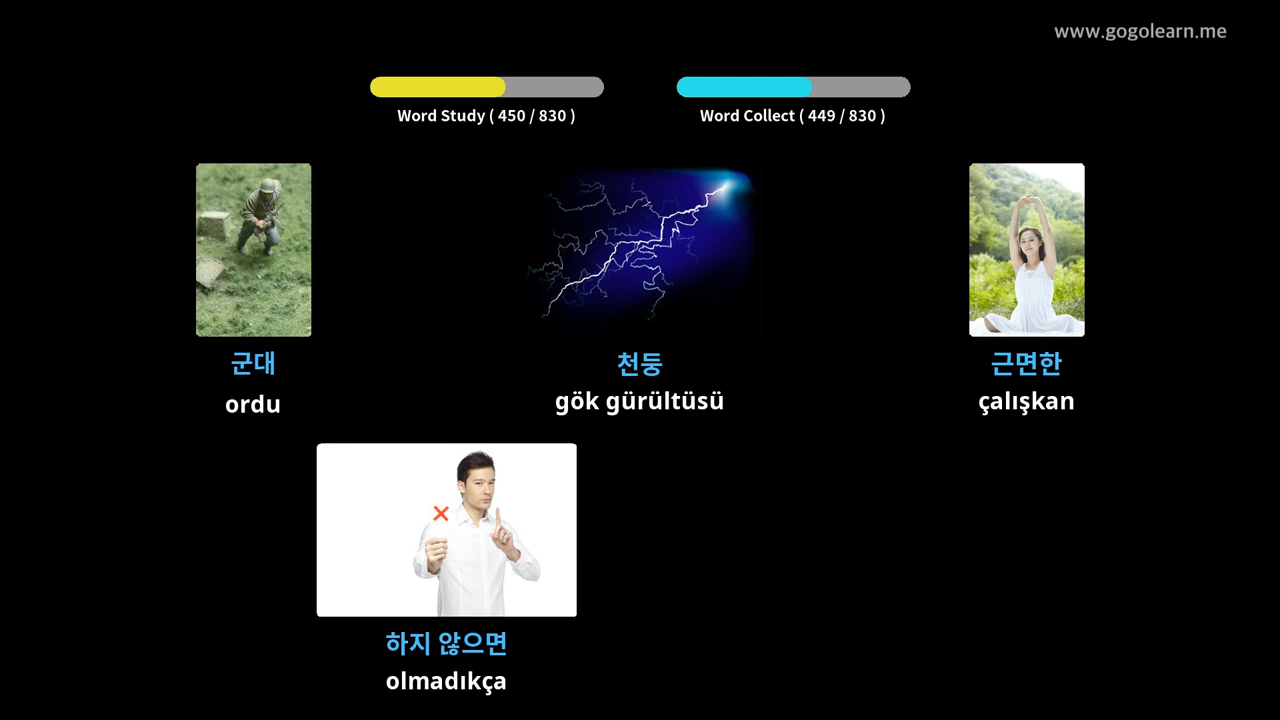 www.gogolearn.me
Word Study ( 450 / 830 )
Word Collect ( 449 / 830 )
군대
ordu
천둥
gök gürültüsü
근면한
çalışkan
하지 않으면
olmadıkça